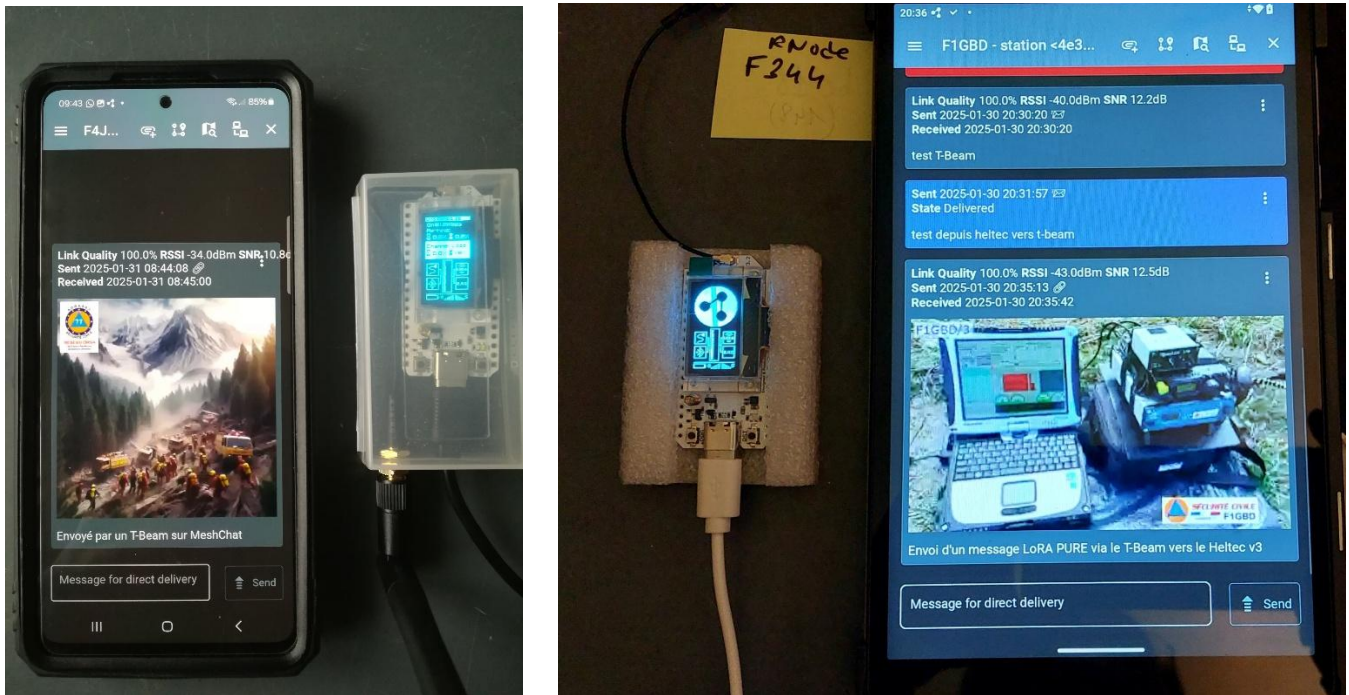 09:43
85%
F4J...
Link Quality 100.0% RSSI -34.0dBm SNR 10.8
Sent 2025-01-31 08:44:08
Received 2025-01-31 08:45:00
Envoyé par un T-Beam sur MeshChat
Message for direct delivery
Send
RNode
F344
20:36
F1GBD - station <4e3...
Link Quality 100.0% RSSI -40.0dBm SNR 12.2dB
Sent 2025-01-30 20:30:20
Received 2025-01-30 20:30:20
test T-Beam
Sent 2025-01-30 20:31:57
State Delivered
test depuis heltec vers t-beam
Link Quality 100.0% RSSI -43.0dBm SNR 12.5dB
Sent 2025-01-30 20:35:13
Received 2025-01-30 20:35:42
F1GBD/3
SÉCURITÉ CIVILE
F1GBD
Envoi d'un message LoRA PURE via le T-Beam vers le Heltec v3
Message for direct delivery
Send